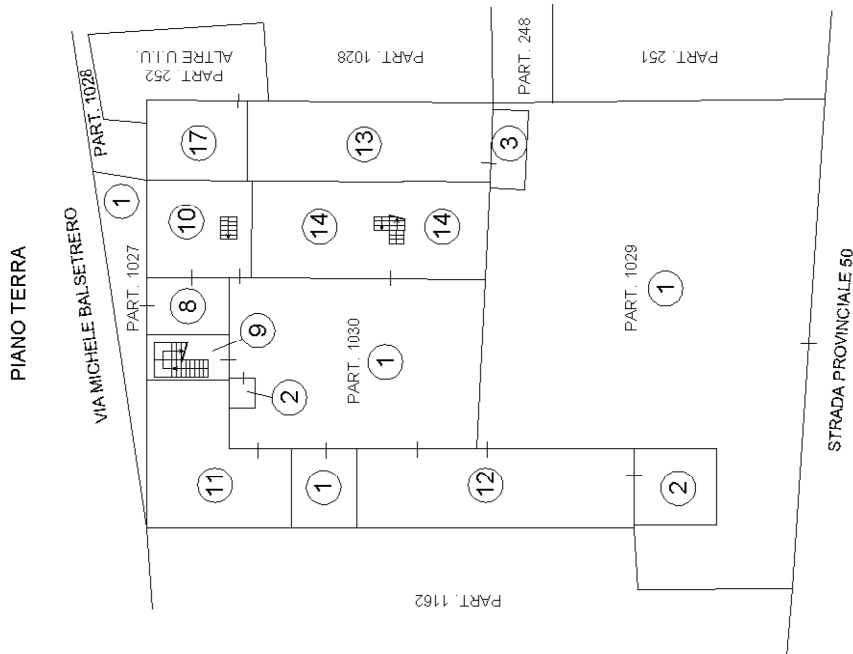 PIANO TERRA
VIA MICHELE BALSETRERO
PART. 1028
PART. 252
ALTRE U.I.U.
PART. 1028
PART. 248
PART. 251
1
PART. 1027
17
13
3
10
14
14
8
9
2
PART. 1030
1
PART. 1029
1
11
1
12
2
PART. 1162
STRADA PROVINCIALE 50